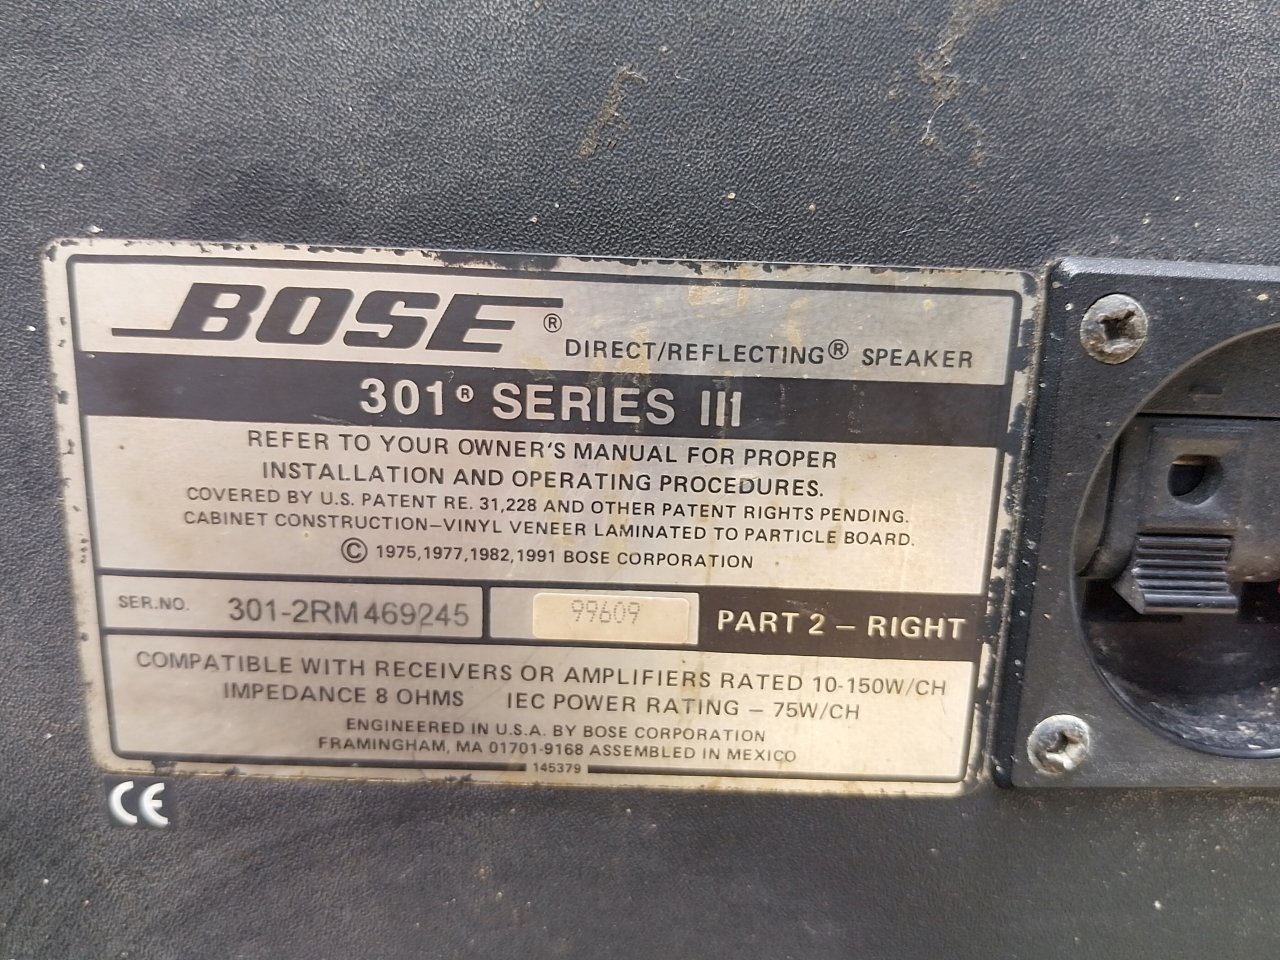 BOSE®
DIRECT/REFLECTING® SPEAKER
301® SERIES III
REFER TO YOUR OWNER'S MANUAL FOR PROPER
INSTALLATION AND OPERATING PROCEDURES.
COVERED BY U.S. PATENT RE. 31,228 AND OTHER PATENT RIGHTS PENDING.
CABINET CONSTRUCTION—VINYL VENEER LAMINATED TO PARTICLE BOARD.
© 1975,1977,1982,1991 BOSE CORPORATION
SER.NO. 301-2RM 469245 99609 PART 2 – RIGHT
COMPATIBLE WITH RECEIVERS OR AMPLIFIERS RATED 10-150W/CH
IMPEDANCE 8 OHMS IEC POWER RATING – 75W/CH
ENGINEERED IN U.S.A. BY BOSE CORPORATION
FRAMINGHAM, MA 01701-9168 ASSEMBLED IN MEXICO
145379
CE